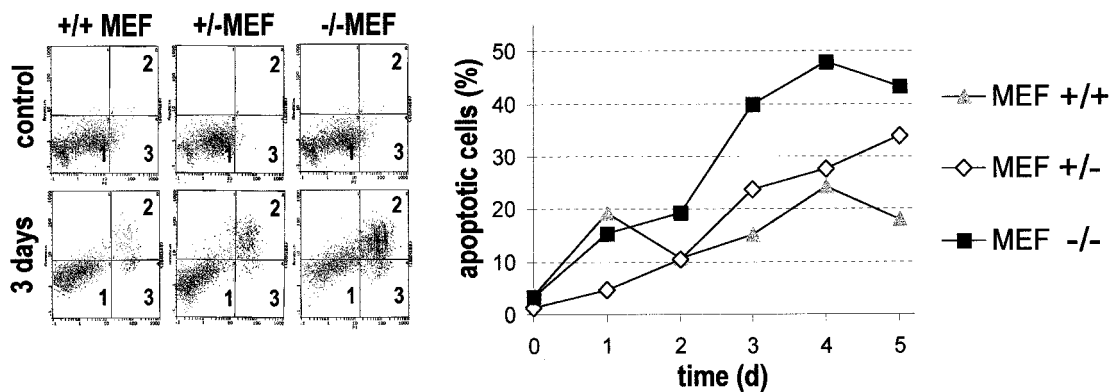 +/+ MEF +/-MEF -/-MEF
control
2
2
2
1 3
1 3
1 3
3 days
2
2
2
1 3
1 3
1 3
apoptotic cells (%)
50
40
30
20
10
0
0 1 2 3 4 5
time (d)
MEF +/+
MEF +/-
MEF -/-